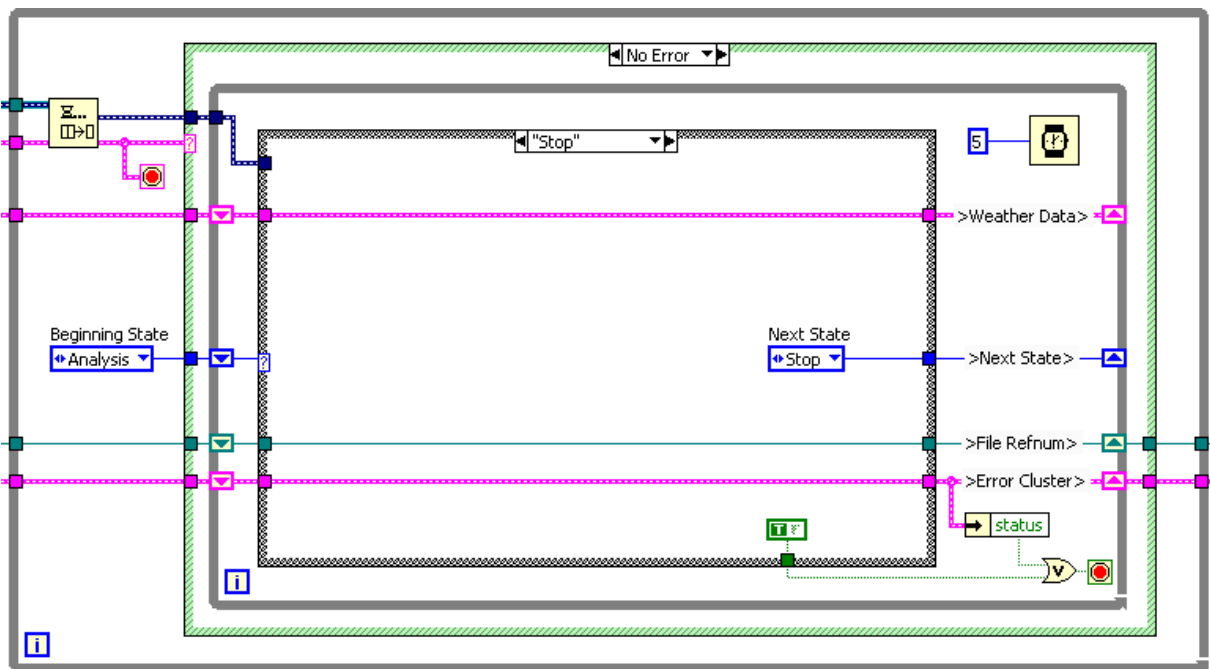 No Error
"Stop"
5
?
>Weather Data>
Beginning State
Analysis
?
Next State
Stop
>Next State>
>File Refnum>
>Error Cluster>
T
status
V
i
i